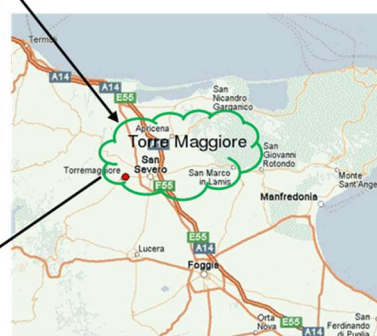 Termoli
A14
E55
A14
San
Nicandro
Garganico
Apricena
Torre Maggiore
Torremaggiore
San
Severo
San Marco
in Lamis
San
Giovanni
Rotondo
Monte
Sant'Ange
E55
Manfredonia
Lucera
E55
A14
Foggia
Orta
Nova
E55
A14
San
Ferdinando
di Puglia